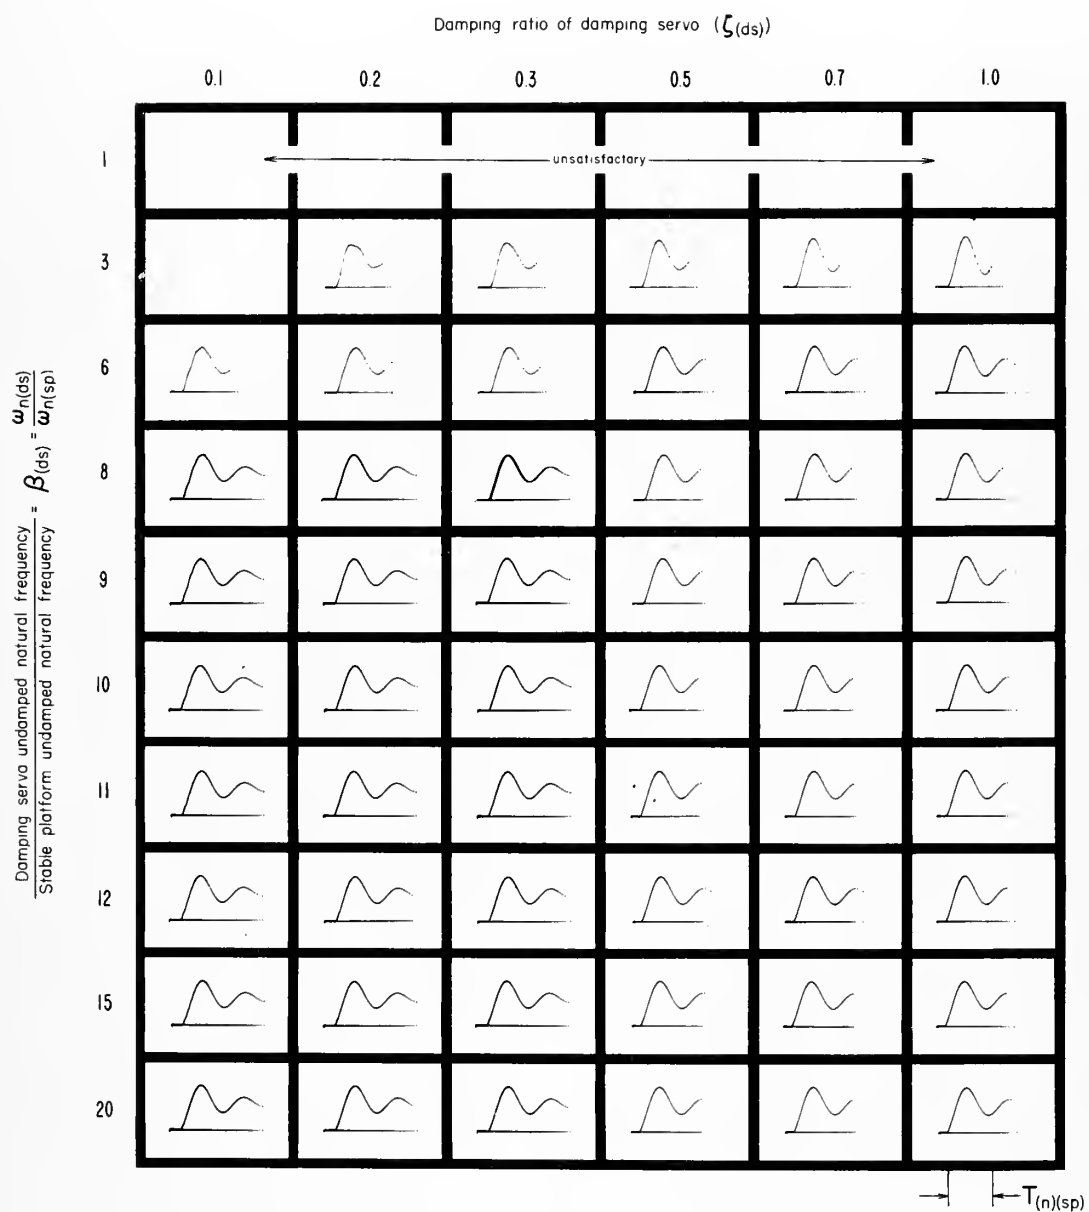 Damping ratio of damping servo (ζ(ds))
0.1 0.2 0.3 0.5 0.7 1.0
Damping servo undamped natural frequency
Stable platform undamped natural frequency
= β(ds) = ωn(ds)
ωn(sp)
1
unsatisfactory
3
6
8
9
10
11
12
15
20
T(n)(sp)